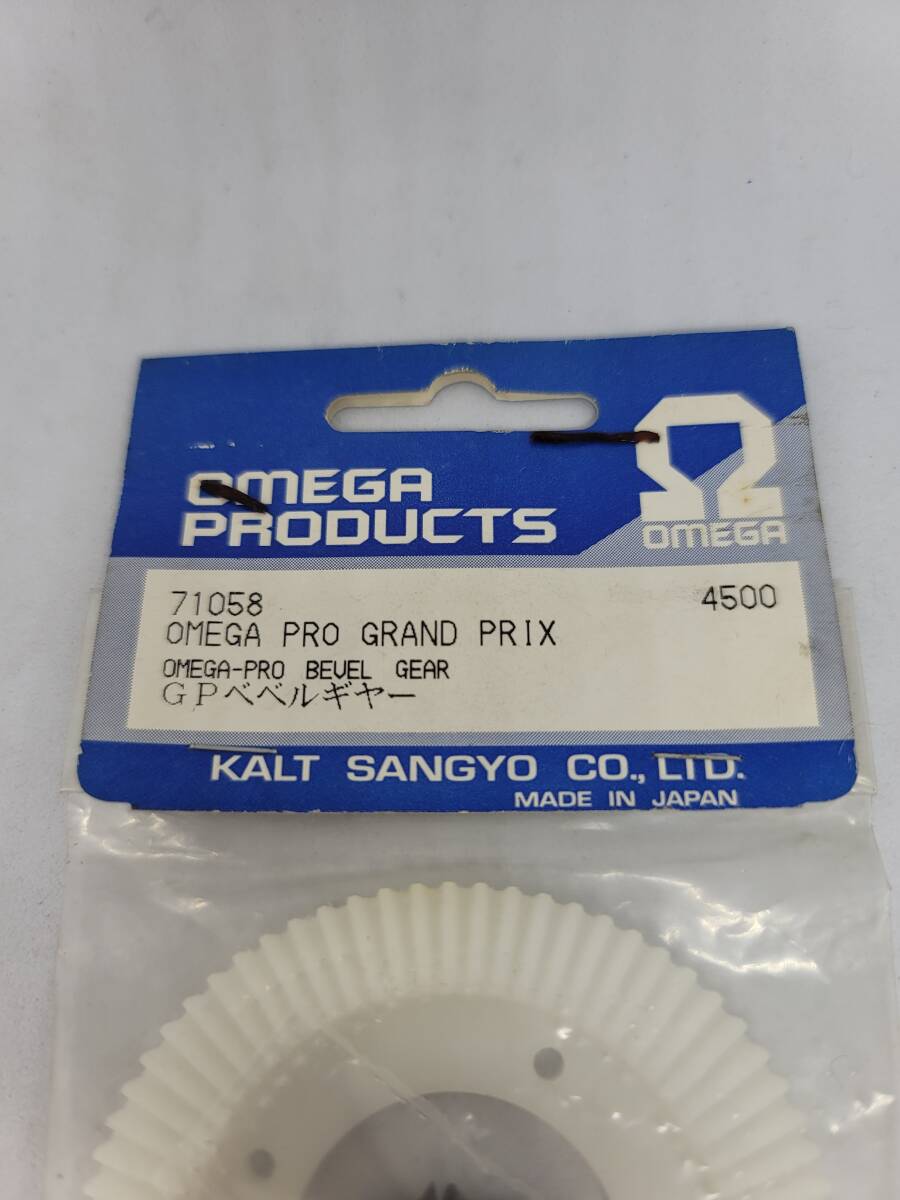 OMEGA
PRODUCTS
OMEGA
71058 4500
OMEGA PRO GRAND PRIX
OMEGA-PRO BEVEL GEAR
GPベベルギヤー
KALT SANGYO CO., LTD.
MADE IN JAPAN